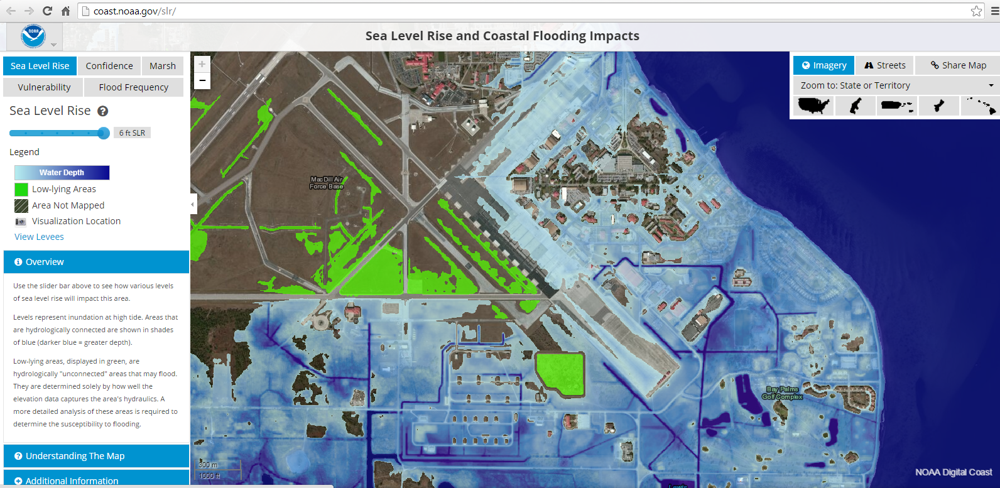 coast.noaa.gov/slr/
NOAA
Sea Level Rise and Coastal Flooding Impacts
Sea Level Rise
Confidence
Marsh
Vulnerability
Flood Frequency
Sea Level Rise ?
6 ft SLR
Legend
Water Depth
Low-lying Areas
Area Not Mapped
Visualization Location
View Levees
Overview
Use the slider bar above to see how various levels
of sea level rise will impact this area.
Levels represent inundation at high tide. Areas that
are hydrologically connected are shown in shades
of blue (darker blue = greater depth).
Low-lying areas, displayed in green, are
hydrologically "unconnected" areas that may flood.
They are determined solely by how well the
elevation data captures the area's hydraulics. A
more detailed analysis of these areas is required to
determine the susceptibility to flooding.
Understanding The Map
Additional Information
+
−
MacDill Air
Force Base
Bay Palms
Golf Complex
Lewis
300 m
1000 ft
Imagery
Streets
Share Map
Zoom to: State or Territory
NOAA Digital Coast